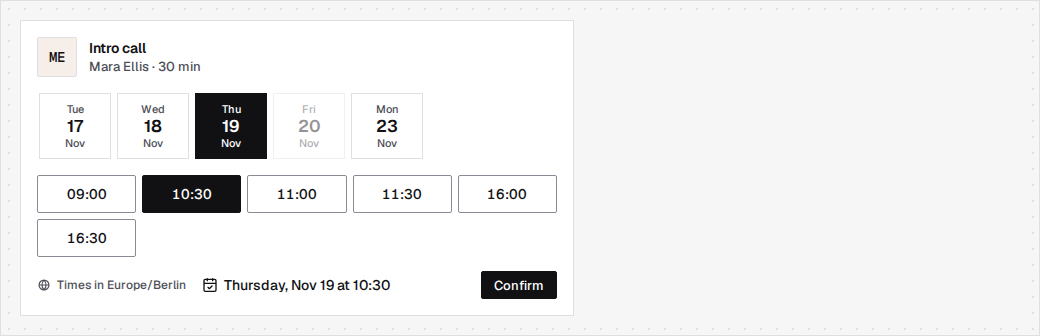 ME
Intro call
Mara Ellis · 30 min
Tue
17
Nov
Wed
18
Nov
Thu
19
Nov
Fri
20
Nov
Mon
23
Nov
09:00 10:30 11:00 11:30 16:00
16:30
Times in Europe/Berlin Thursday, Nov 19 at 10:30 Confirm